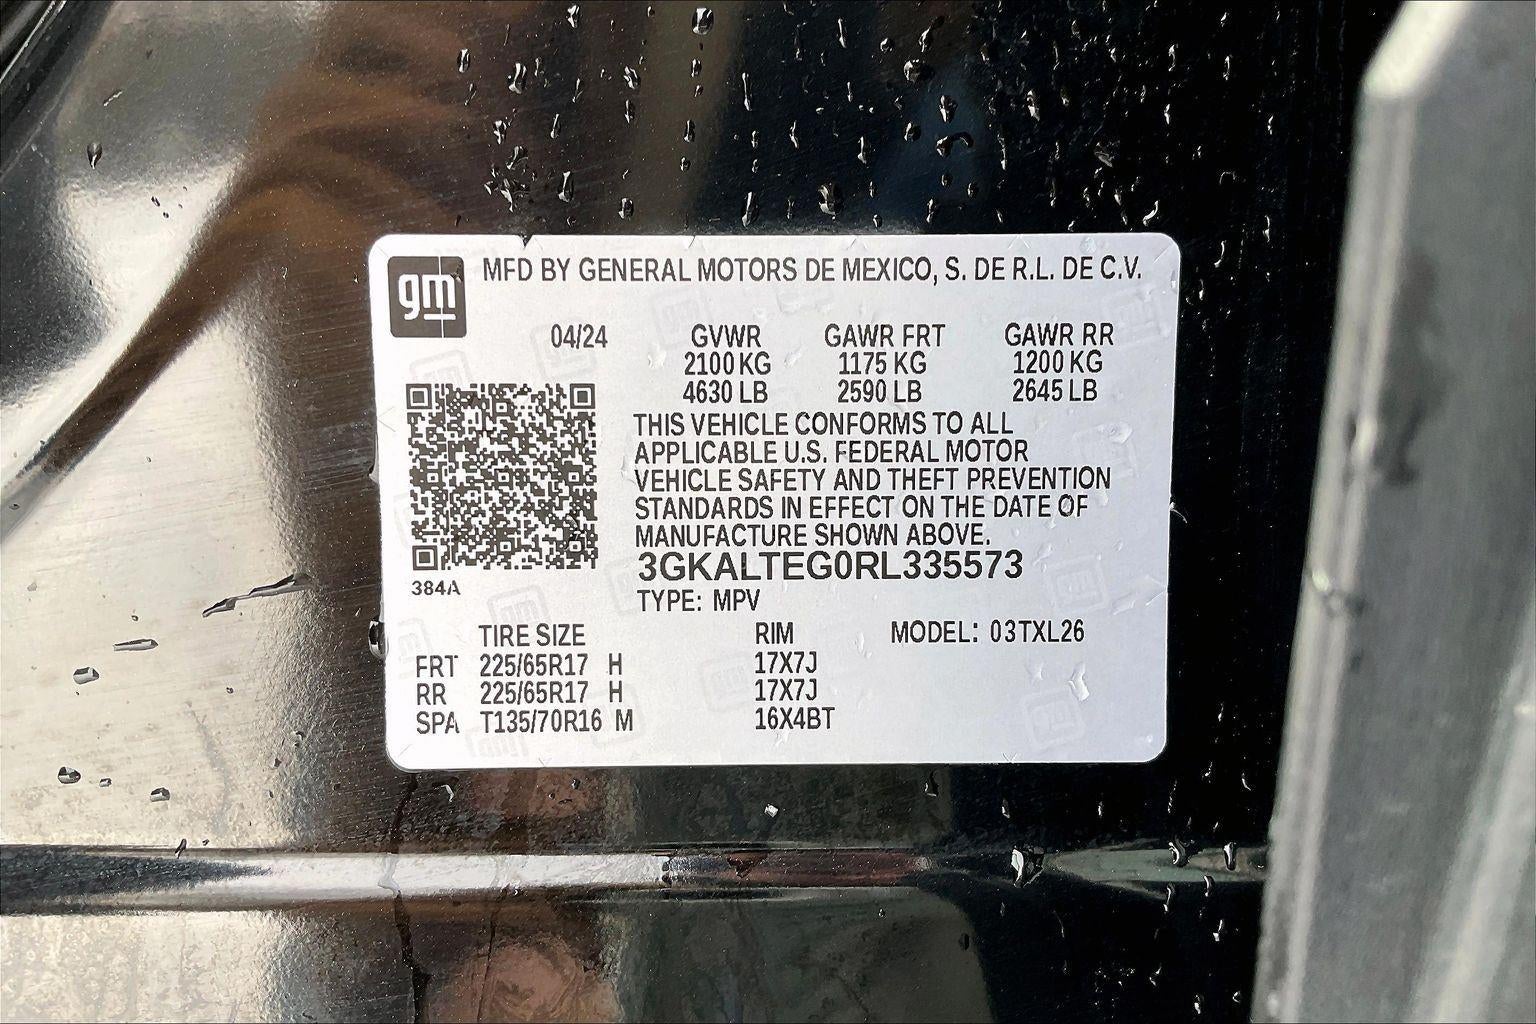 gm
MFD BY GENERAL MOTORS DE MEXICO, S. DE R.L. DE C.V.
04/24 GVWR GAWR FRT GAWR RR
2100 KG 1175 KG 1200 KG
4630 LB 2590 LB 2645 LB
THIS VEHICLE CONFORMS TO ALL
APPLICABLE U.S. FEDERAL MOTOR
VEHICLE SAFETY AND THEFT PREVENTION
STANDARDS IN EFFECT ON THE DATE OF
MANUFACTURE SHOWN ABOVE.
3GKALTEG0RL335573
384A
TYPE: MPV
TIRE SIZE RIM MODEL: 03TXL26
FRT 225/65R17 H 17X7J
RR 225/65R17 H 17X7J
SPA T135/70R16 M 16X4BT